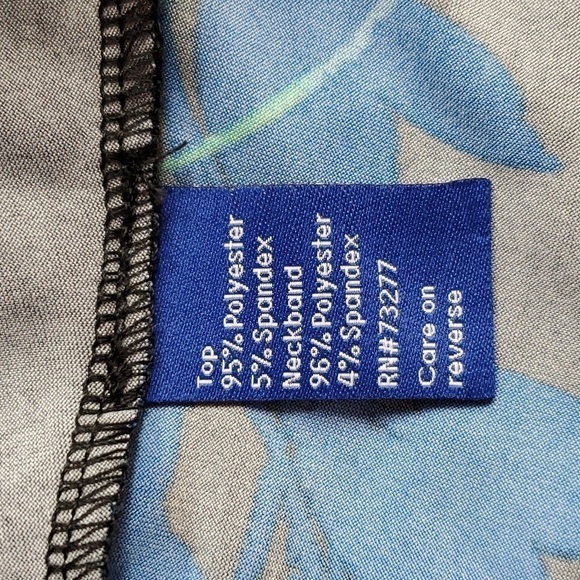 Top
95% Polyester
5% Spandex
Neckband
96% Polyester
4% Spandex
RN#73277
Care on
reverse